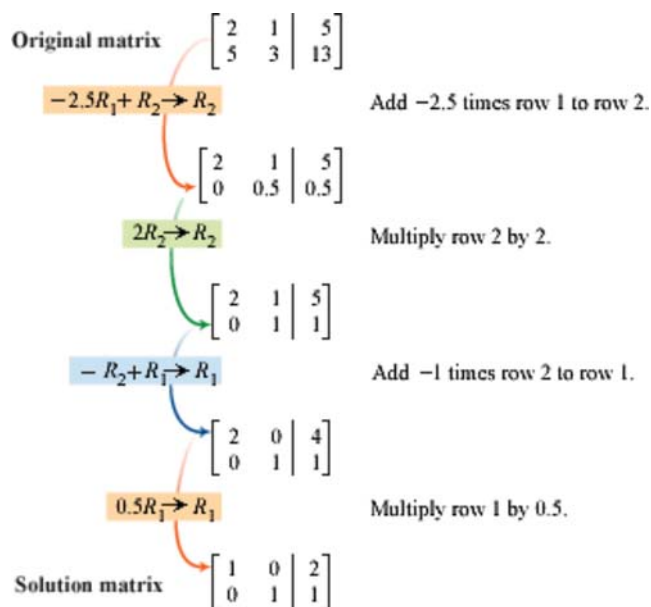 Original matrix
[ 2 1 | 5 ]
[ 5 3 | 13 ]
−2.5R₁ + R₂ → R₂ Add −2.5 times row 1 to row 2.
[ 2 1 | 5 ]
[ 0 0.5 | 0.5 ]
2R₂ → R₂ Multiply row 2 by 2.
[ 2 1 | 5 ]
[ 0 1 | 1 ]
− R₂ + R₁ → R₁ Add −1 times row 2 to row 1.
[ 2 0 | 4 ]
[ 0 1 | 1 ]
0.5R₁ → R₁ Multiply row 1 by 0.5.
[ 1 0 | 2 ]
Solution matrix [ 0 1 | 1 ]